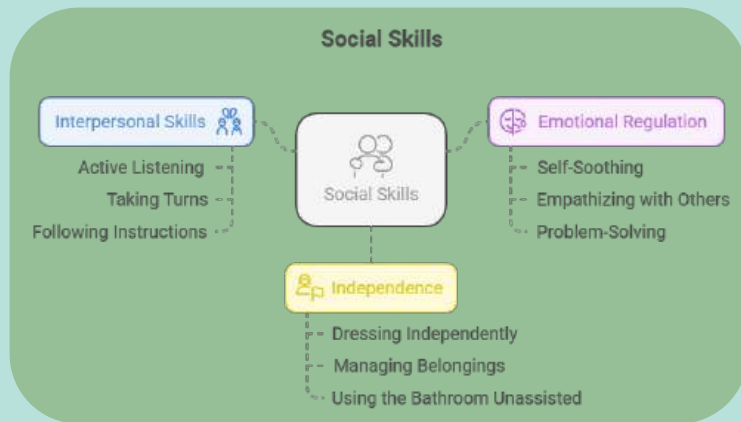 Social Skills
Interpersonal Skills
Active Listening
Taking Turns
Following Instructions
Social Skills
Emotional Regulation
Self-Soothing
Empathizing with Others
Problem-Solving
Independence
Dressing Independently
Managing Belongings
Using the Bathroom Unassisted